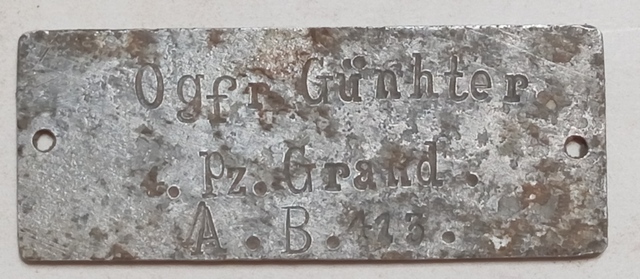 Ogfr. Günhter.
. Pz. Grand.
A. B. 113.